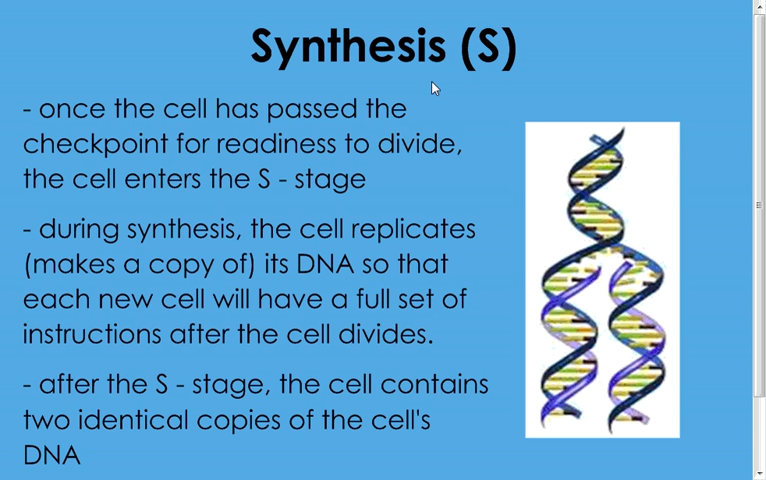 Synthesis (S)
- once the cell has passed the
checkpoint for readiness to divide,
the cell enters the S - stage
- during synthesis, the cell replicates
(makes a copy of) its DNA so that
each new cell will have a full set of
instructions after the cell divides.
- after the S - stage, the cell contains
two identical copies of the cell's
DNA